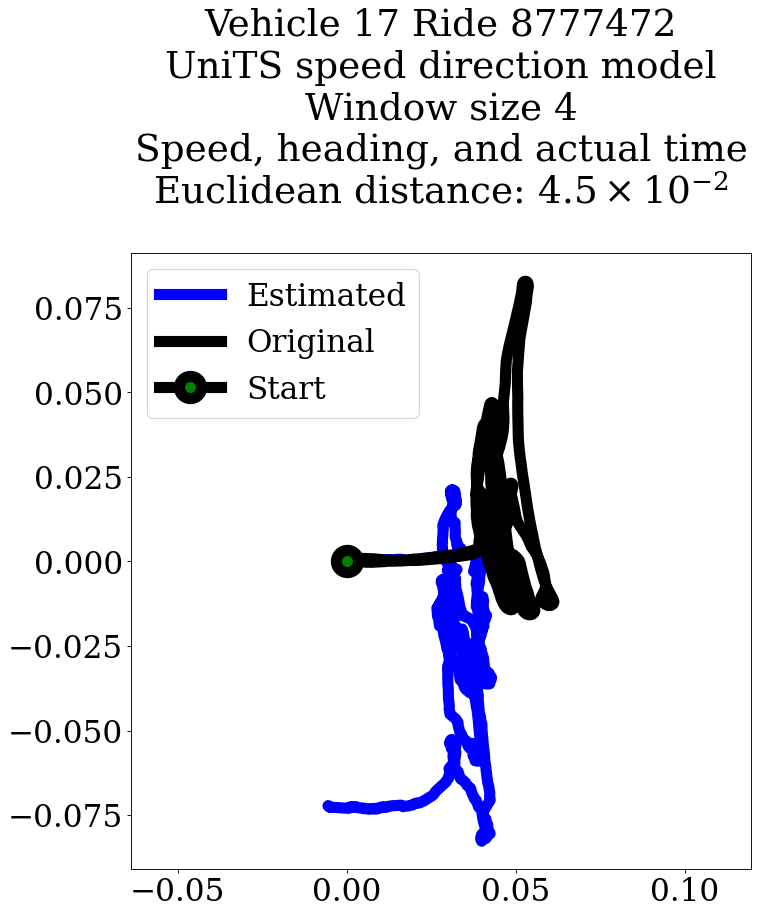 Vehicle 17 Ride 8777472
UniTS speed direction model
Window size 4
Speed, heading, and actual time
Euclidean distance: 4.5 × 10⁻²
Estimated
Original
Start
0.075
0.050
0.025
0.000
−0.025
−0.050
−0.075
−0.05 0.00 0.05 0.10